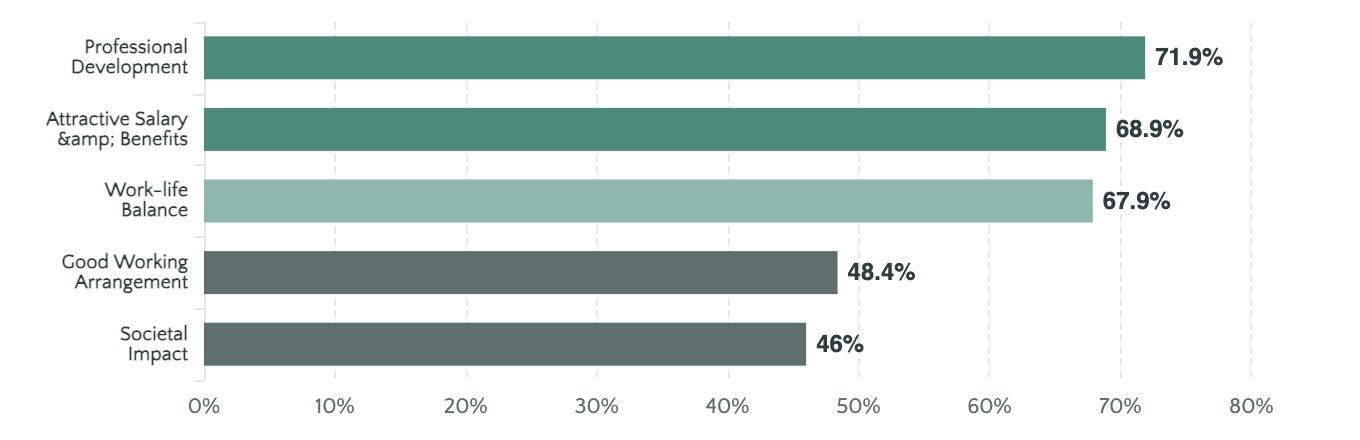 Professional
Development
71.9%
Attractive Salary
&amp; Benefits
68.9%
Work-life
Balance
67.9%
Good Working
Arrangement
48.4%
Societal
Impact
46%
0% 10% 20% 30% 40% 50% 60% 70% 80%